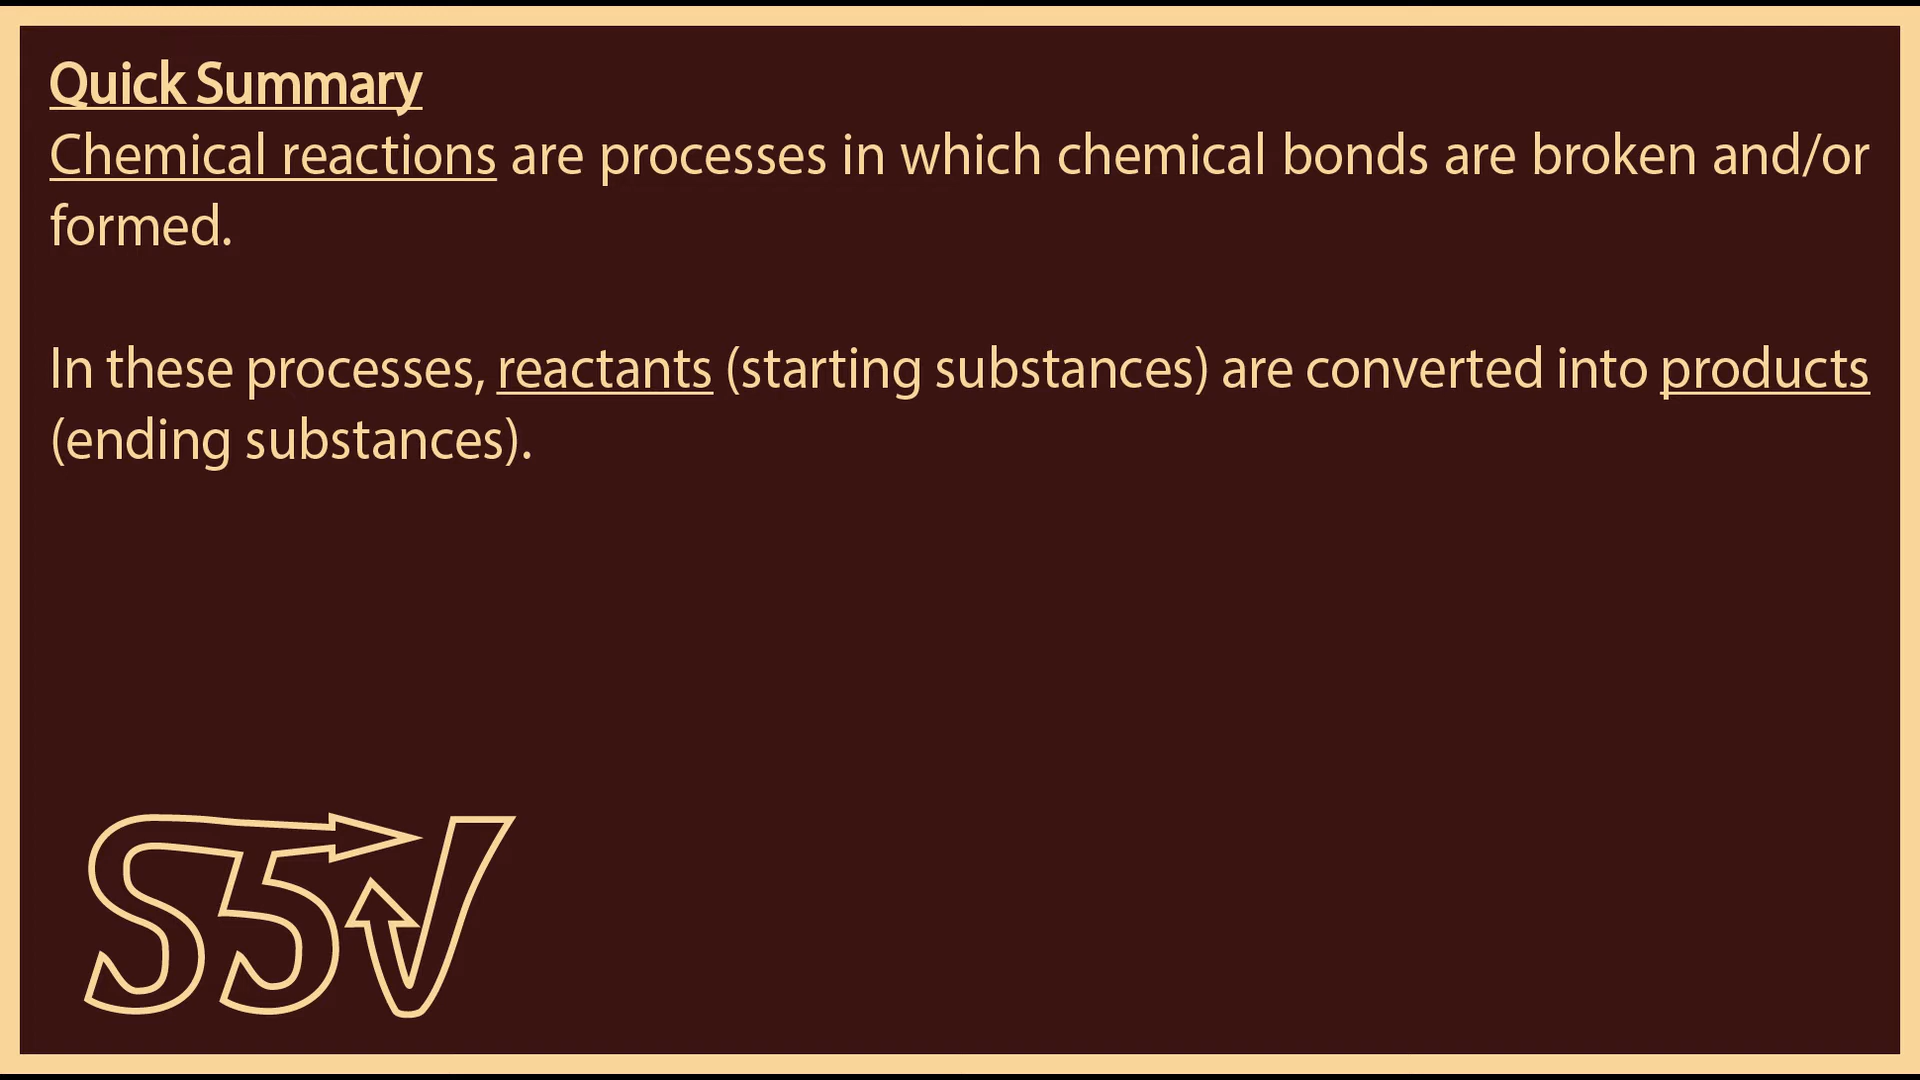 Quick Summary
Chemical reactions are processes in which chemical bonds are broken and/or
formed.
In these processes, reactants (starting substances) are converted into products
(ending substances).
S5V